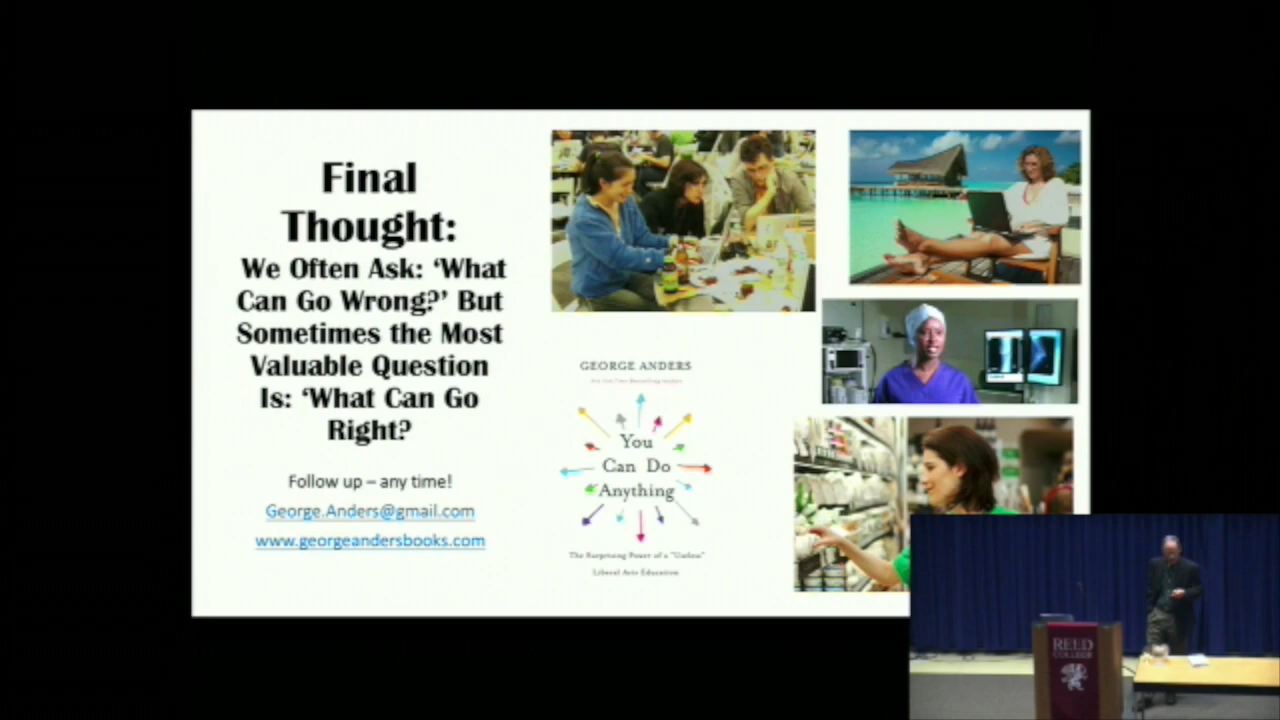 Final
Thought:
We Often Ask: ‘What
Can Go Wrong?’ But
Sometimes the Most
Valuable Question
Is: ‘What Can Go
Right?
Follow up – any time!
George.Anders@gmail.com
www.georgeandersbooks.com
GEORGE ANDERS
You
Can Do
Anything
The Surprising Power of a "Useless"
Liberal Arts Education
REED
COLLEGE